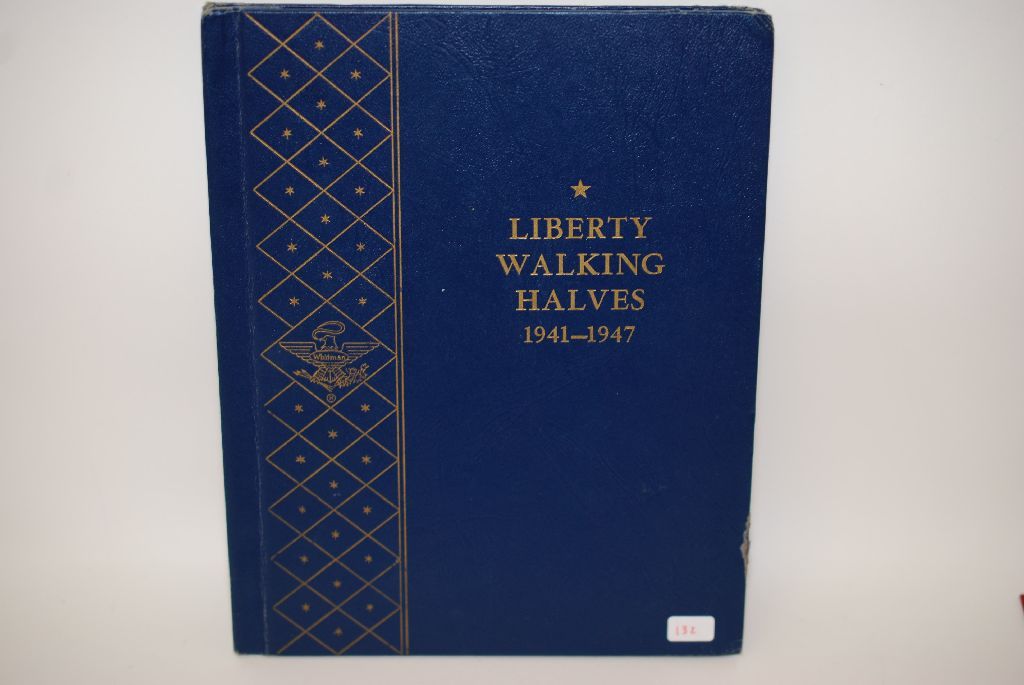 LIBERTY
WALKING
HALVES
1941–1947
Whitman
®
132